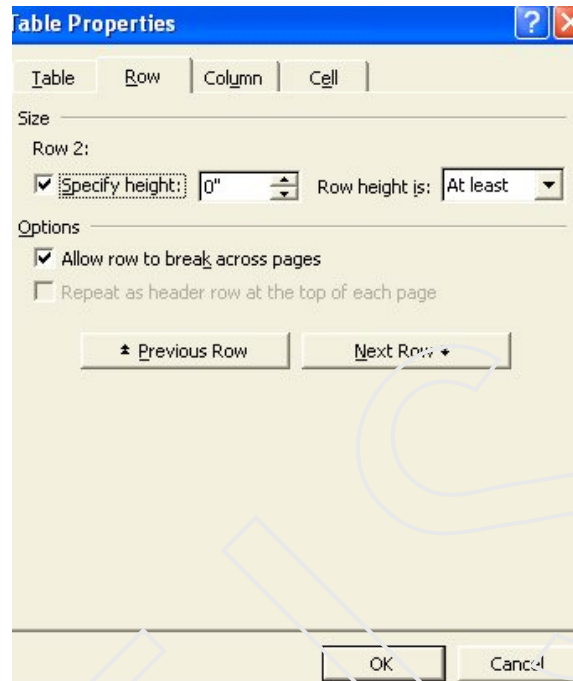 Table Properties
Table Row Column Cell
Size
Row 2:
Specify height: 0" Row height is: At least
Options
Allow row to break across pages
Repeat as header row at the top of each page
Previous Row Next Row
OK Cancel